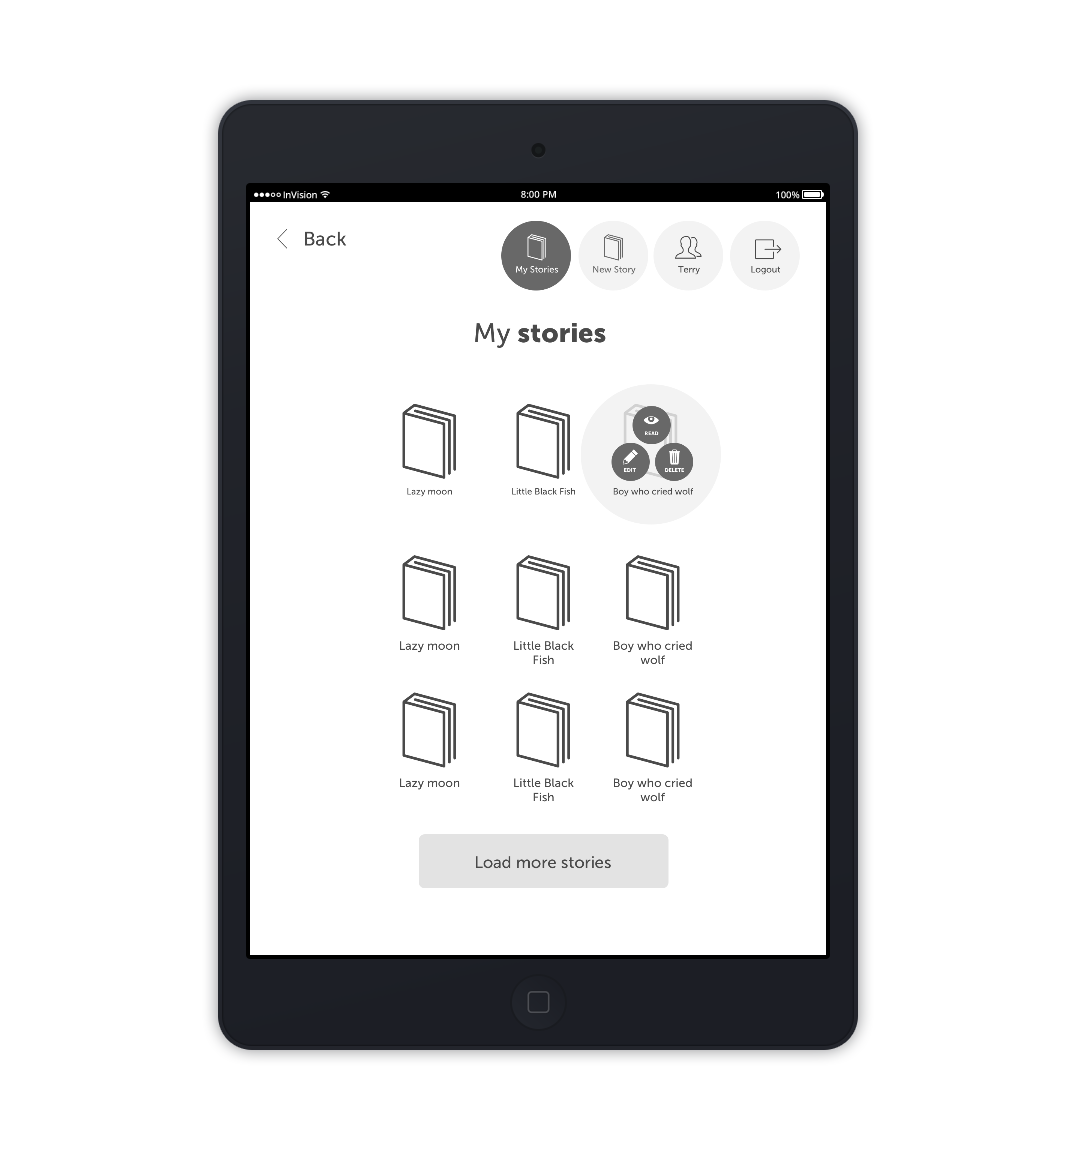 InVision
8:00 PM
100%
Back
My Stories
New Story
Terry
Logout
My stories
READ
EDIT
DELETE
Lazy moon
Little Black Fish
Boy who cried wolf
Lazy moon
Little Black
Fish
Boy who cried
wolf
Lazy moon
Little Black
Fish
Boy who cried
wolf
Load more stories